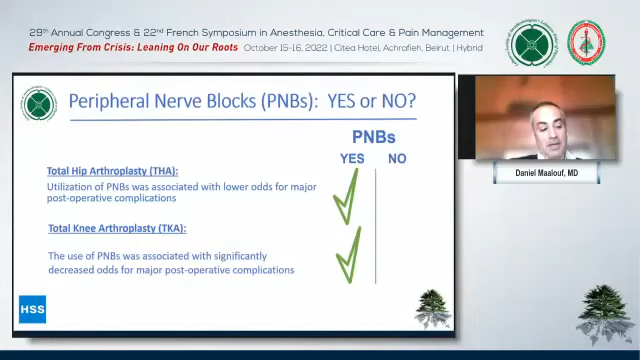 29th Annual Congress & 22nd French Symposium in Anesthesia, Critical Care & Pain Management
Emerging From Crisis: Leaning On Our Roots October 15-16, 2022 | Citea Hotel, Achrafieh, Beirut | Hybrid
Peripheral Nerve Blocks (PNBs): YES or NO?
PNBs
YES NO
Total Hip Arthroplasty (THA):
Utilization of PNBs was associated with lower odds for major
post-operative complications
Total Knee Arthroplasty (TKA):
The use of PNBs was associated with significantly
decreased odds for major post-operative complications
HSS
Daniel Maalouf, MD